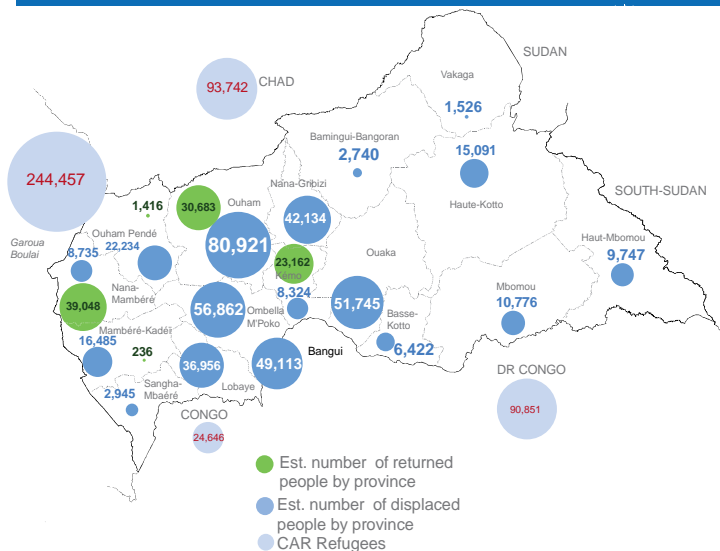 SUDAN
Vakaga
CHAD
93,742
1,526
Bamingui-Bangoran
2,740
15,091
244,457
Nana-Gribizi
SOUTH-SUDAN
1,416
30,683
Ouham
42,134
Haute-Kotto
Garoua
Boulai
Ouham Pendé
22,234
80,921
Haut-Mbomou
9,747
8,735
Ouaka
23,162
Kémo
Nana-
Mambéré
8,324
Mbomou
10,776
39,048
56,862
Ombella
M'Poko
51,745
Basse-
Kotto
Mambéré-Kadéï
16,485
236
6,422
Bangui
36,956
49,113
DR CONGO
2,945
Sangha-
Mbaéré
Lobaye
CONGO
24,646
90,851
Est. number of returned
people by province
Est. number of displaced
people by province
CAR Refugees